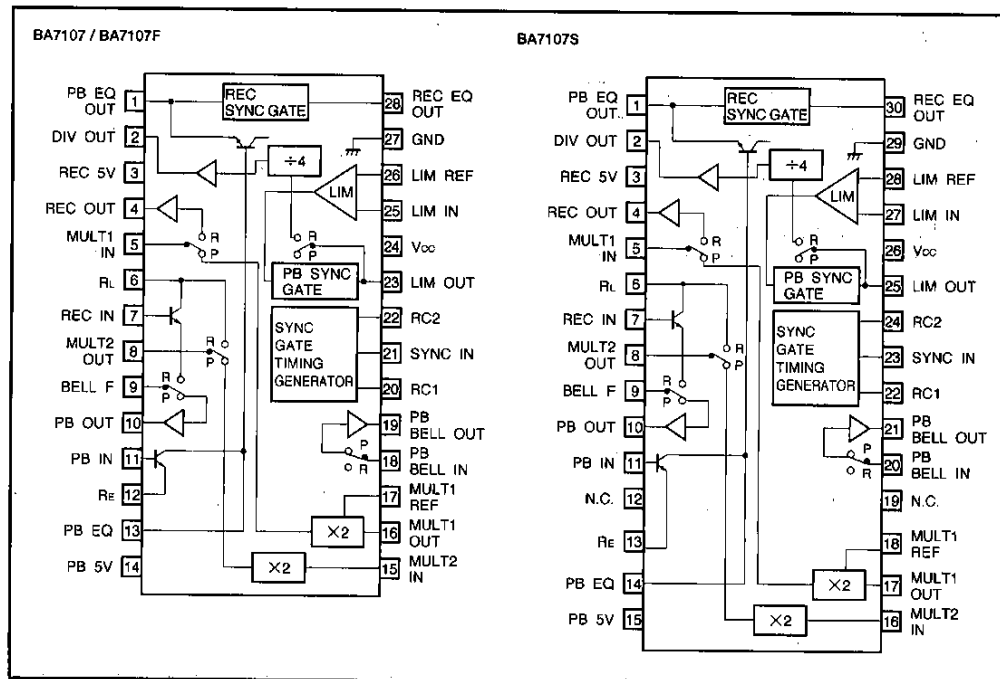 BA7107 / BA7107F
PB EQ
OUT
1
DIV OUT
2
REC 5V
3
REC OUT
4
MULT1
IN
5
RL
6
REC IN
7
MULT2
OUT
8
BELL F
9
PB OUT
10
PB IN
11
RE
12
PB EQ
13
PB 5V
14
REC
SYNC GATE
÷4
LIM
R
P
R
P
PB SYNC
GATE
SYNC
GATE
TIMING
GENERATOR
R
P
R
P
P
R
×2
×2
28
REC EQ
OUT
27
GND
26
LIM REF
25
LIM IN
24
Vcc
23
LIM OUT
22
RC2
21
SYNC IN
20
RC1
19
PB
BELL OUT
18
PB
BELL IN
17
MULT1
REF
16
MULT1
OUT
15
MULT2
IN
BA7107S
PB EQ
OUT
1
DIV OUT
2
REC 5V
3
REC OUT
4
MULT1
IN
5
RL
6
REC IN
7
MULT2
OUT
8
BELL F
9
PB OUT
10
PB IN
11
N.C.
12
RE
13
PB EQ
14
PB 5V
15
REC
SYNC GATE
÷4
LIM
R
P
R
P
PB SYNC
GATE
SYNC
GATE
TIMING
GENERATOR
R
P
R
P
P
R
×2
×2
30
REC EQ
OUT
29
GND
28
LIM REF
27
LIM IN
26
Vcc
25
LIM OUT
24
RC2
23
SYNC IN
22
RC1
21
PB
BELL OUT
20
PB
BELL IN
19
N.C.
18
MULT1
REF
17
MULT1
OUT
16
MULT2
IN